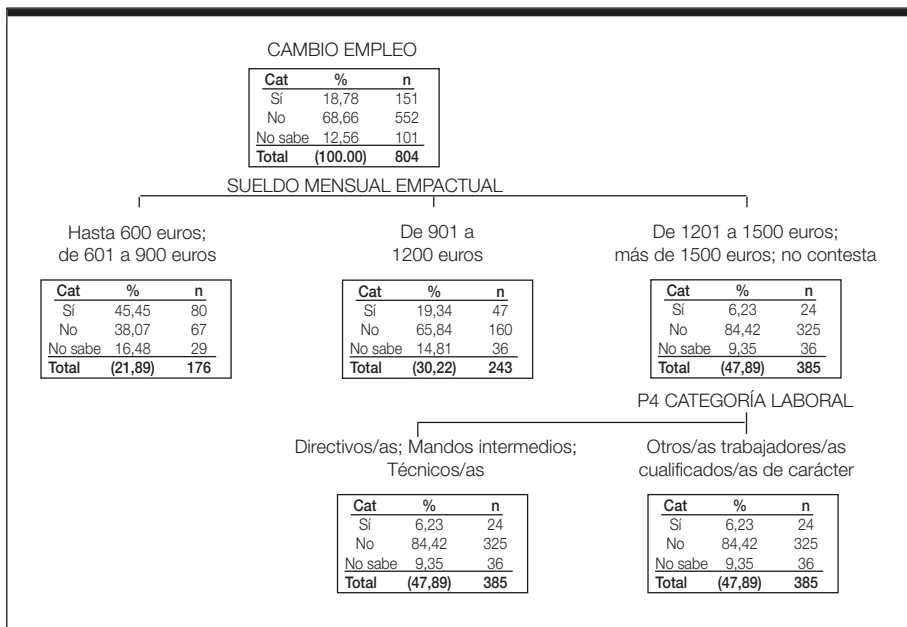 CAMBIO EMPLEO
Cat % n
Sí 18,78 151
No 68,66 552
No sabe 12,56 101
Total (100.00) 804
SUELDO MENSUAL EMPACTUAL
Hasta 600 euros;
de 601 a 900 euros
Cat % n
Sí 45,45 80
No 38,07 67
No sabe 16,48 29
Total (21,89) 176
De 901 a
1200 euros
Cat % n
Sí 19,34 47
No 65,84 160
No sabe 14,81 36
Total (30,22) 243
De 1201 a 1500 euros;
más de 1500 euros; no contesta
Cat % n
Sí 6,23 24
No 84,42 325
No sabe 9,35 36
Total (47,89) 385
P4 CATEGORÍA LABORAL
Directivos/as; Mandos intermedios;
Técnicos/as
Cat % n
Sí 6,23 24
No 84,42 325
No sabe 9,35 36
Total (47,89) 385
Otros/as trabajadores/as
cualificados/as de carácter
Cat % n
Sí 6,23 24
No 84,42 325
No sabe 9,35 36
Total (47,89) 385